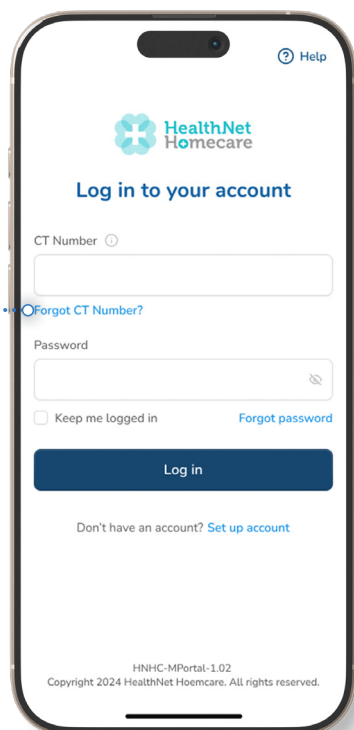 Help
HealthNet
Homecare
Log in to your account
CT Number
Forgot CT Number?
Password
Keep me logged in Forgot password
Log in
Don't have an account? Set up account
HNHC-MPortal-1.02
Copyright 2024 HealthNet Hoemcare. All rights reserved.